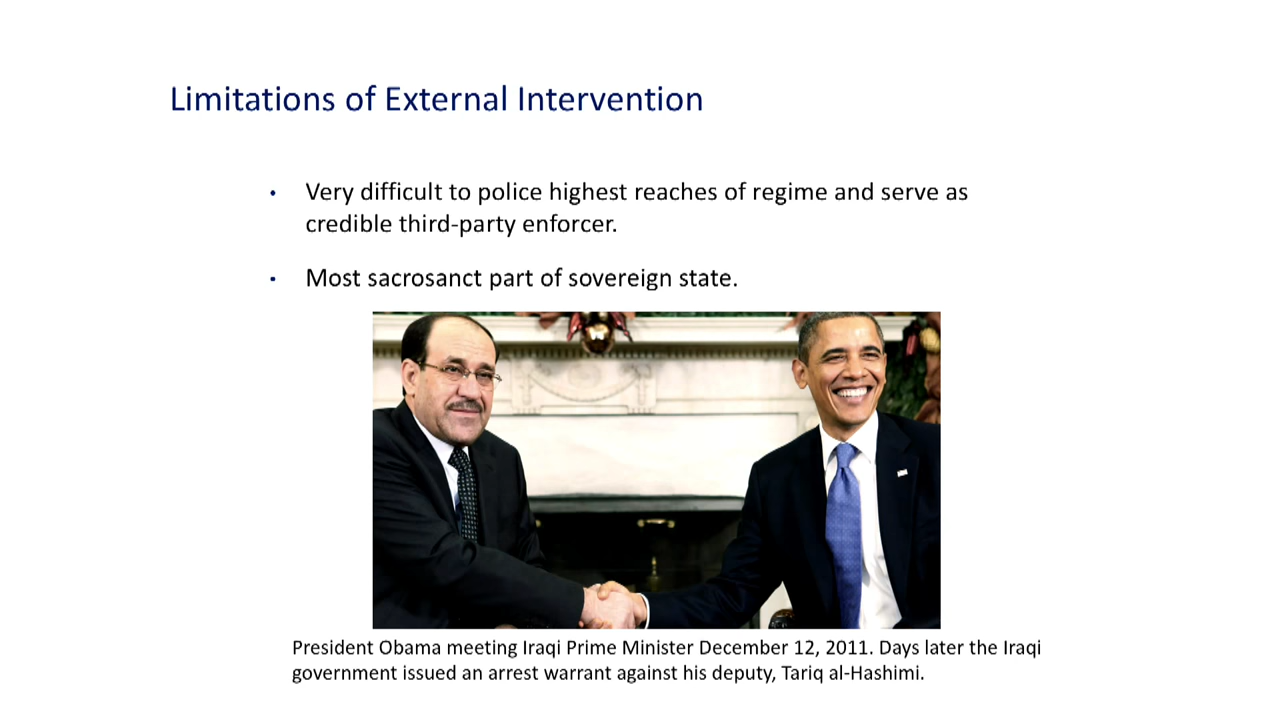 Limitations of External Intervention
• Very difficult to police highest reaches of regime and serve as
credible third-party enforcer.
• Most sacrosanct part of sovereign state.
President Obama meeting Iraqi Prime Minister December 12, 2011. Days later the Iraqi
government issued an arrest warrant against his deputy, Tariq al-Hashimi.